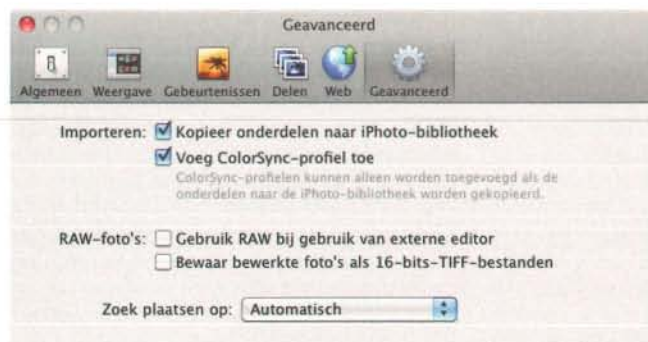 Geavanceerd
Algemeen Weergave Gebeurtenissen Delen Web Geavanceerd
Importeren: Kopieer onderdelen naar iPhoto-bibliotheek
Voeg ColorSync-profiel toe
ColorSync-profielen kunnen alleen worden toegevoegd als de
onderdelen naar de iPhoto-bibliotheek worden gekopieerd.
RAW-foto's: Gebruik RAW bij gebruik van externe editor
Bewaar bewerkte foto's als 16-bits-TIFF-bestanden
Zoek plaatsen op: Automatisch